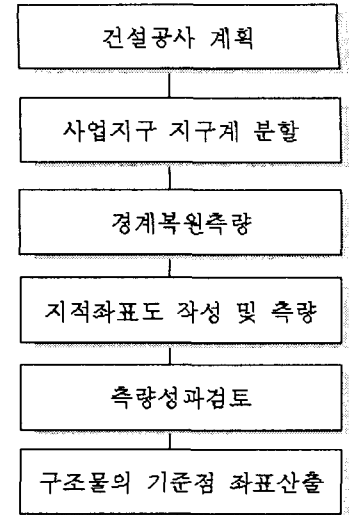 건설공사 계획
사업지구 지구계 분할
경계복원측량
지적좌표도 작성 및 측량
측량성과검토
구조물의 기준점 좌표산출